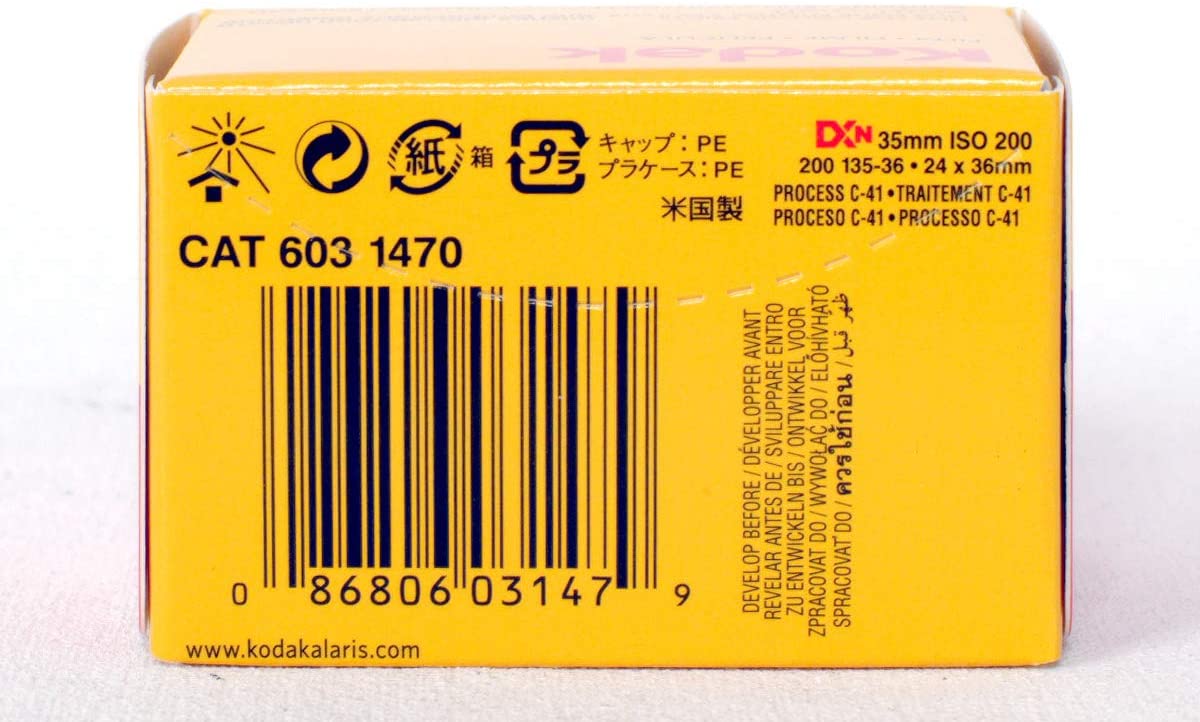 Kodak
紙 箱
プラ
キャップ : PE
プラケース : PE
米国製
DXN 35mm ISO 200
200 135-36 • 24 x 36mm
PROCESS C-41 • TRAITEMENT C-41
PROCESO C-41 • PROCESSO C-41
CAT 603 1470
0 86806 03147 9
www.kodakalaris.com
DEVELOP BEFORE / DÉVELOPPER AVANT
REVELAR ANTES DE / SVILUPPARE ENTRO
ZU ENTWICKELN BIS / ONTWIKKEL VOOR
ZPRACOVAT DO / WYWOŁAĆ DO / ELŐHÍVHATÓ
SPRACOVAŤ DO / ควรใช้ก่อน / ظهر قبل